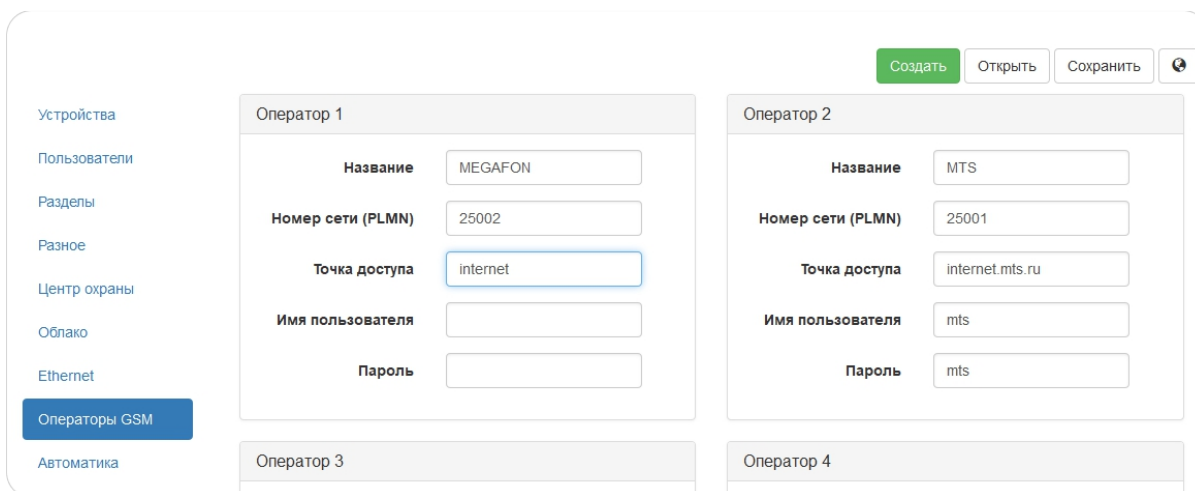 Создать Открыть Сохранить
Устройства
Пользователи
Разделы
Разное
Центр охраны
Облако
Ethernet
Операторы GSM
Автоматика
Оператор 1
Название MEGAFON
Номер сети (PLMN) 25002
Точка доступа internet
Имя пользователя
Пароль
Оператор 2
Название MTS
Номер сети (PLMN) 25001
Точка доступа internet.mts.ru
Имя пользователя mts
Пароль mts
Оператор 3
Оператор 4